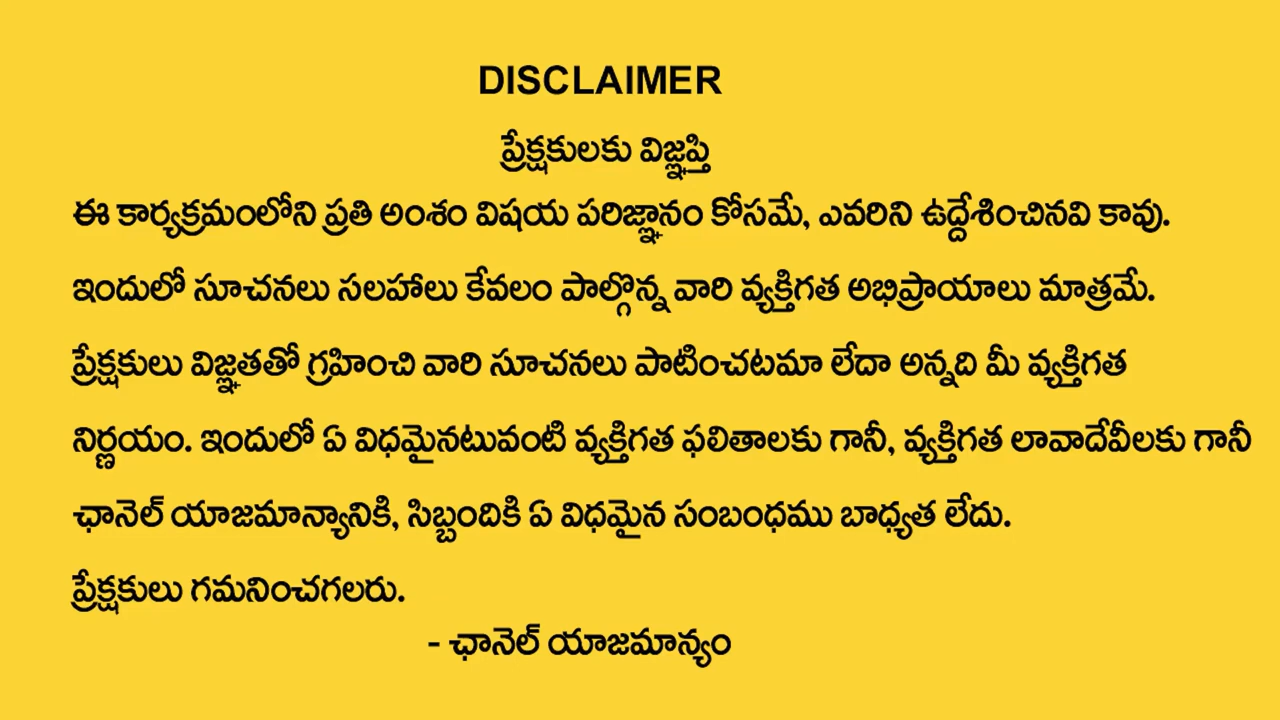 DISCLAIMER
ప్రేక్షకులకు విజ్ఞప్తి
ఈ కార్యక్రమంలోని ప్రతి అంశం విషయ పరిజ్ఞానం కోసమే, ఎవరిని ఉద్దేశించినవి కావు.
ఇందులో సూచనలు సలహాలు కేవలం పాల్గొన్న వారి వ్యక్తిగత అభిప్రాయాలు మాత్రమే.
ప్రేక్షకులు విజ్ఞతతో గ్రహించి వారి సూచనలు పాటించటమా లేదా అన్నది మీ వ్యక్తిగత
నిర్ణయం. ఇందులో ఏ విధమైనటువంటి వ్యక్తిగత ఫలితాలకు గానీ, వ్యక్తిగత లావాదేవీలకు గానీ
ఛానెల్ యాజమాన్యానికి, సిబ్బందికి ఏ విధమైన సంబంధము బాధ్యత లేదు.
ప్రేక్షకులు గమనించగలరు.
- ఛానెల్ యాజమాన్యం